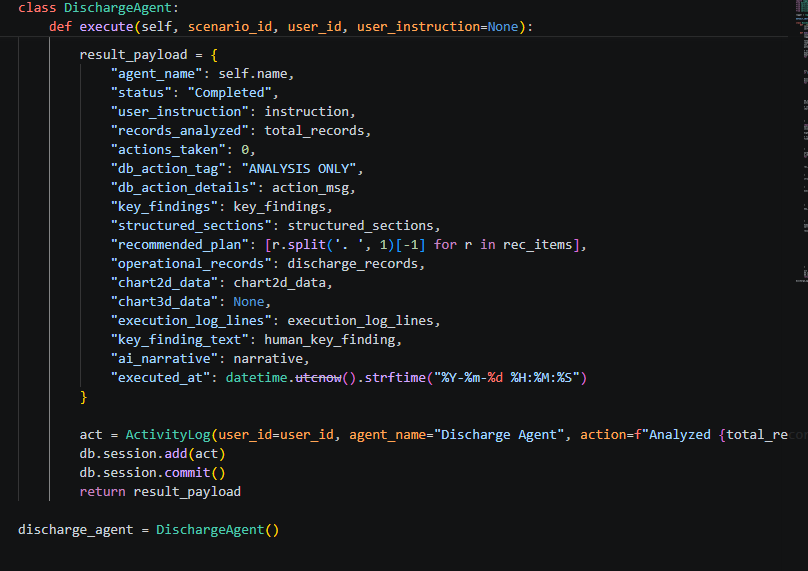 class DischargeAgent:
    def execute(self, scenario_id, user_id, user_instruction=None):
        result_payload = {
            "agent_name": self.name,
            "status": "Completed",
            "user_instruction": instruction,
            "records_analyzed": total_records,
            "actions_taken": 0,
            "db_action_tag": "ANALYSIS ONLY",
            "db_action_details": action_msg,
            "key_findings": key_findings,
            "structured_sections": structured_sections,
            "recommended_plan": [r.split('. ', 1)[-1] for r in rec_items],
            "operational_records": discharge_records,
            "chart2d_data": chart2d_data,
            "chart3d_data": None,
            "execution_log_lines": execution_log_lines,
            "key_finding_text": human_key_finding,
            "ai_narrative": narrative,
            "executed_at": datetime.utcnow().strftime("%Y-%m-%d %H:%M:%S")
        }
        act = ActivityLog(user_id=user_id, agent_name="Discharge Agent", action=f"Analyzed {total_reco
        db.session.add(act)
        db.session.commit()
        return result_payload
discharge_agent = DischargeAgent()